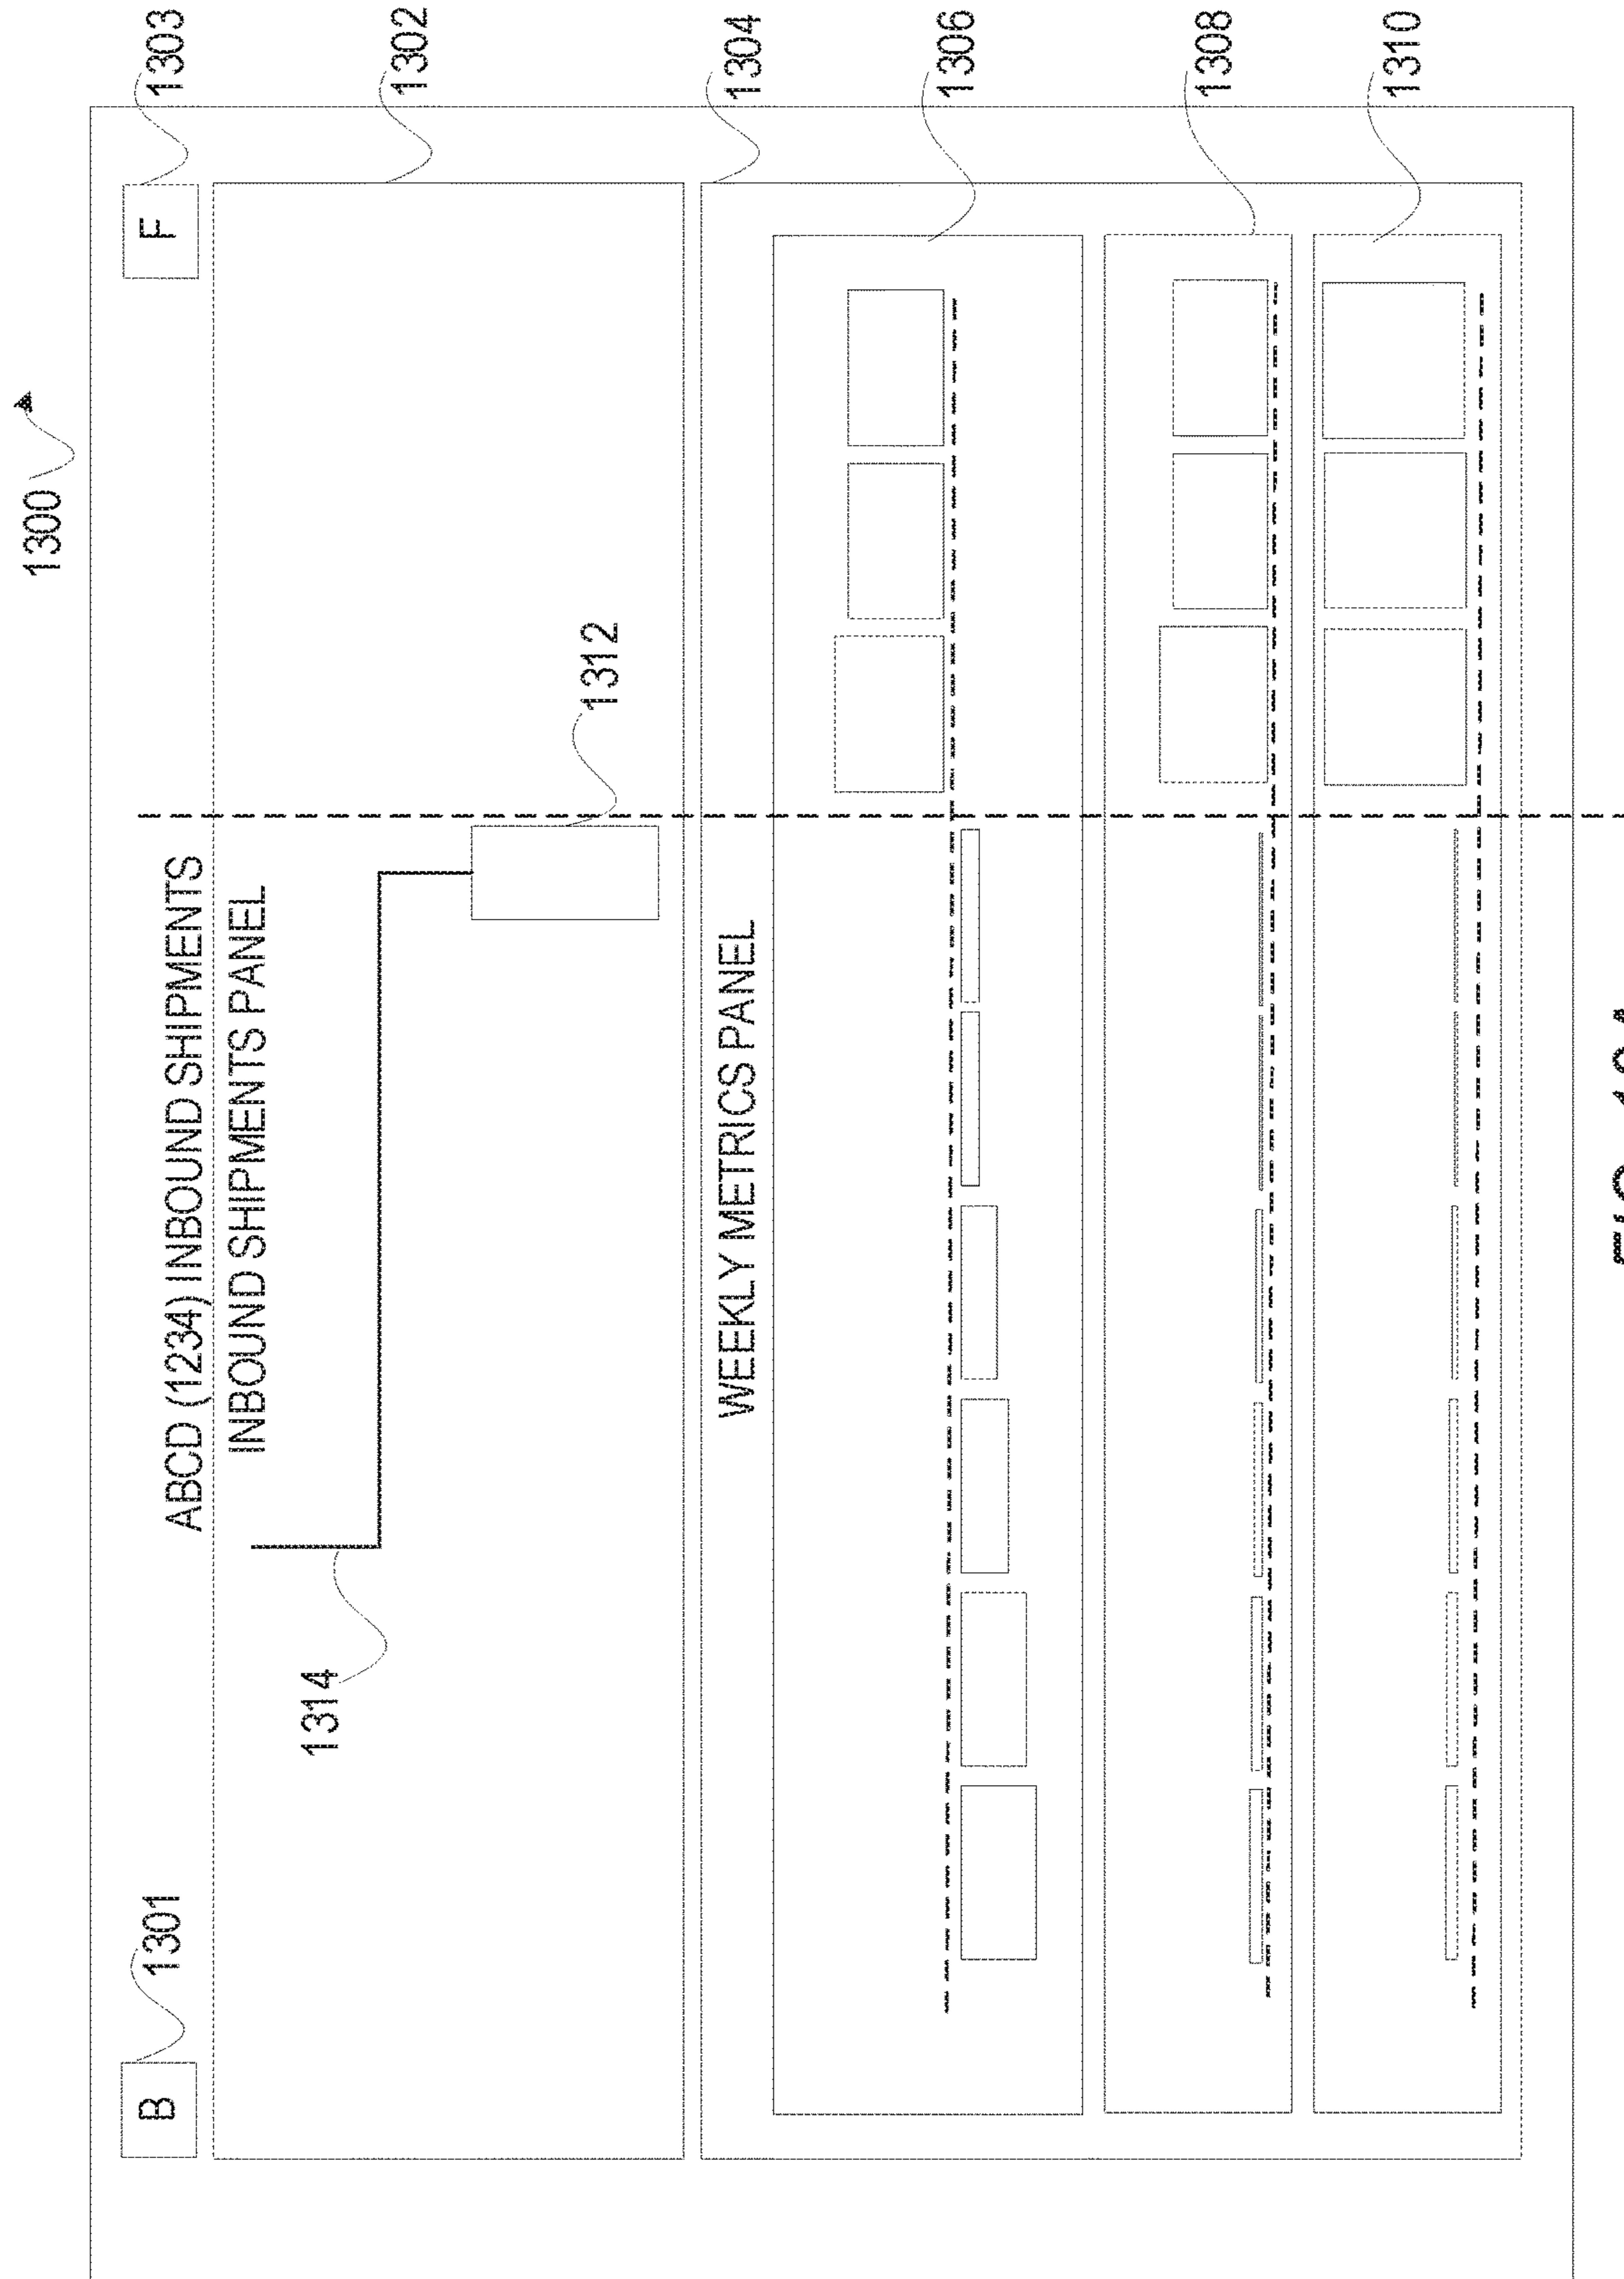 1300
B
1301
ABCD (1234) INBOUND SHIPMENTS
F
1303
INBOUND SHIPMENTS PANEL
1314
1302
1312
WEEKLY METRICS PANEL
1304
1306
1308
1310